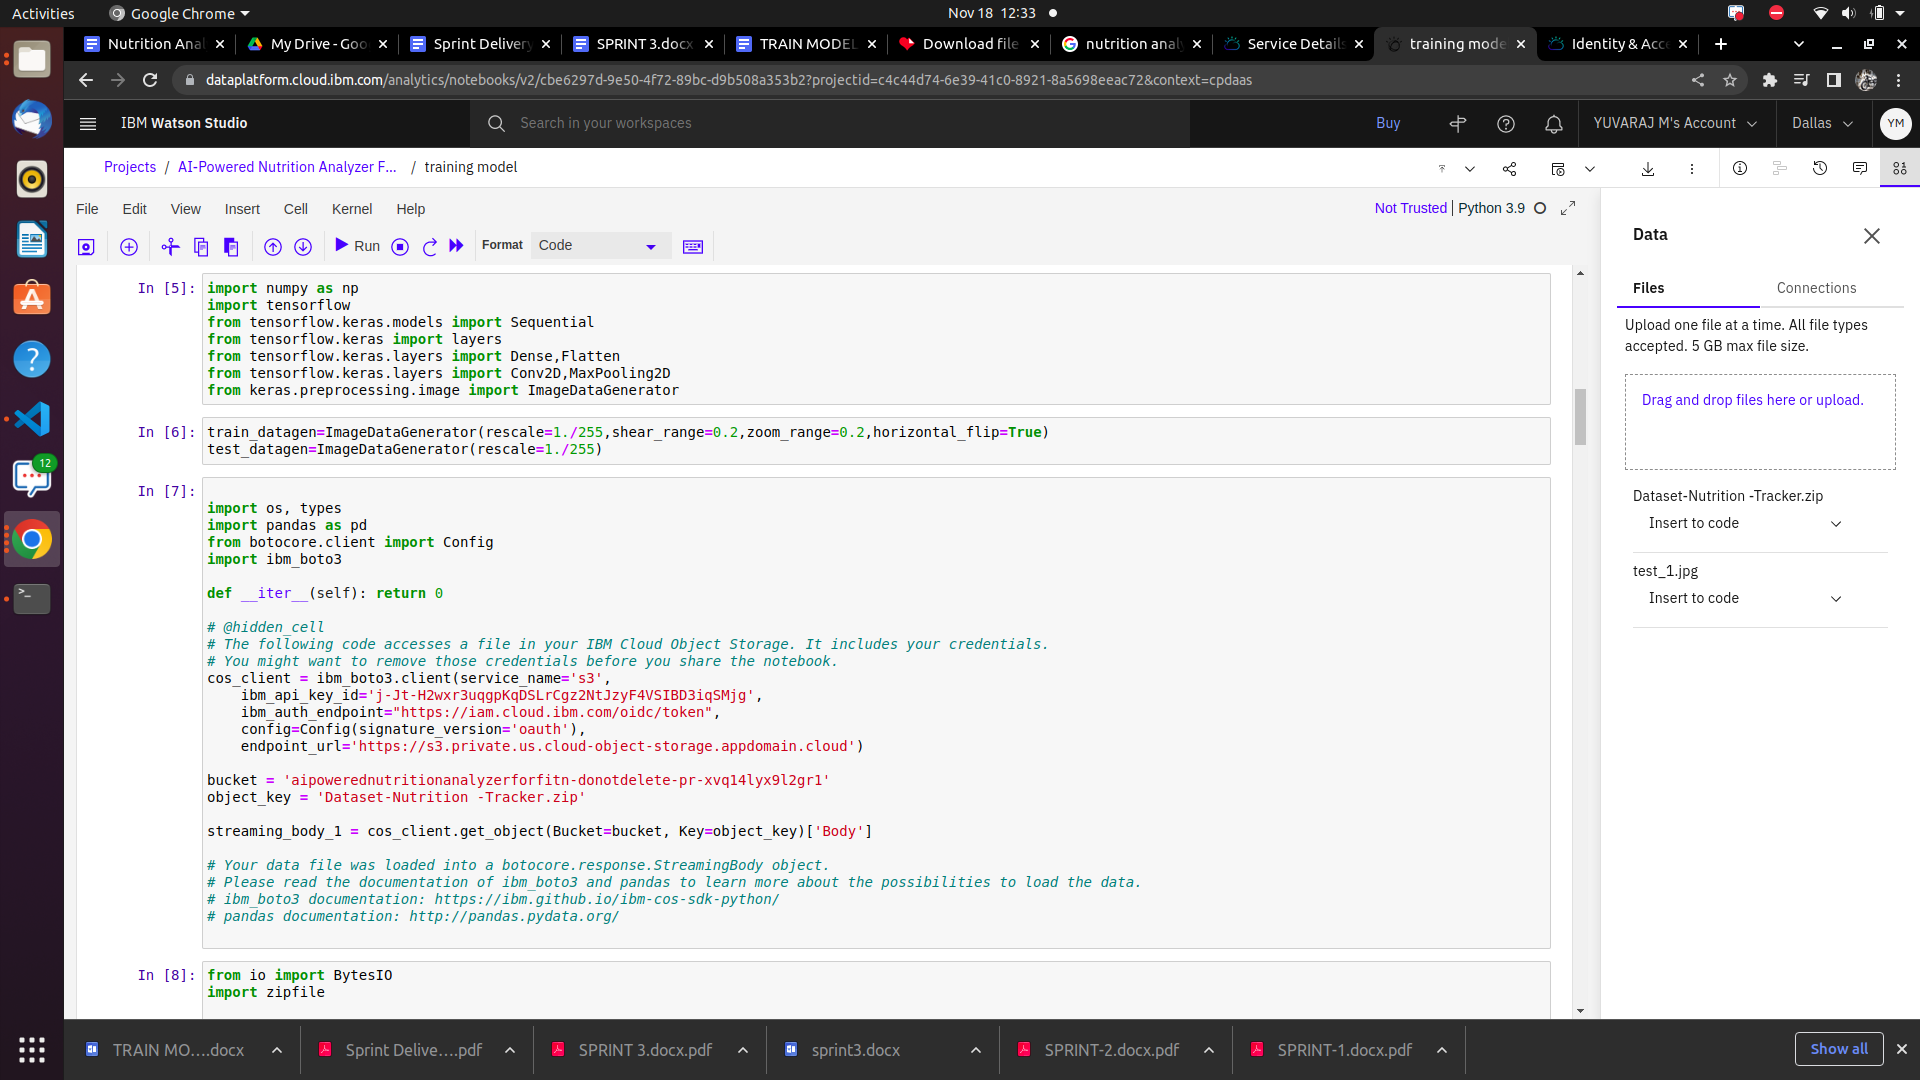 Activities
Google Chrome
Nov 18 12:33
Nutrition Anal
My Drive - Goo
Sprint Delivery
SPRINT 3.docx
TRAIN MODEL
Download file
nutrition analy
Service Details
training mode
Identity & Acce
dataplatform.cloud.ibm.com/analytics/notebooks/v2/cbe6297d-9e50-4f72-89bc-d9b508a353b2?projectid=c4c44d74-6e39-41c0-8921-8a5698eeac72&context=cpdaas
IBM Watson Studio
Search in your workspaces
Buy
YUVARAJ M's Account
Dallas
YM
Projects / AI-Powered Nutrition Analyzer F... / training model
File Edit View Insert Cell Kernel Help
Not Trusted | Python 3.9
Run
Format
Code
In [5]:
import numpy as np
import tensorflow
from tensorflow.keras.models import Sequential
from tensorflow.keras import layers
from tensorflow.keras.layers import Dense,Flatten
from tensorflow.keras.layers import Conv2D,MaxPooling2D
from keras.preprocessing.image import ImageDataGenerator
In [6]:
train_datagen=ImageDataGenerator(rescale=1./255,shear_range=0.2,zoom_range=0.2,horizontal_flip=True)
test_datagen=ImageDataGenerator(rescale=1./255)
In [7]:
import os, types
import pandas as pd
from botocore.client import Config
import ibm_boto3
def __iter__(self): return 0
# @hidden_cell
# The following code accesses a file in your IBM Cloud Object Storage. It includes your credentials.
# You might want to remove those credentials before you share the notebook.
cos_client = ibm_boto3.client(service_name='s3',
ibm_api_key_id='j-Jt-H2wxr3uqgpKqDSLrCgz2NtJzyF4VSIBD3iqSMjg',
ibm_auth_endpoint="https://iam.cloud.ibm.com/oidc/token",
config=Config(signature_version='oauth'),
endpoint_url='https://s3.private.us.cloud-object-storage.appdomain.cloud')
bucket = 'aipowerednutritionanalyzerforfitn-donotdelete-pr-xvq14lyx9l2gr1'
object_key = 'Dataset-Nutrition -Tracker.zip'
streaming_body_1 = cos_client.get_object(Bucket=bucket, Key=object_key)['Body']
# Your data file was loaded into a botocore.response.StreamingBody object.
# Please read the documentation of ibm_boto3 and pandas to learn more about the possibilities to load the data.
# ibm_boto3 documentation: https://ibm.github.io/ibm-cos-sdk-python/
# pandas documentation: http://pandas.pydata.org/
In [8]:
from io import BytesIO
import zipfile
Data
Files
Connections
Upload one file at a time. All file types
accepted. 5 GB max file size.
Drag and drop files here or upload.
Dataset-Nutrition -Tracker.zip
Insert to code
test_1.jpg
Insert to code
12
TRAIN MO....docx
Sprint Delive....pdf
SPRINT 3.docx.pdf
sprint3.docx
SPRINT-2.docx.pdf
SPRINT-1.docx.pdf
Show all